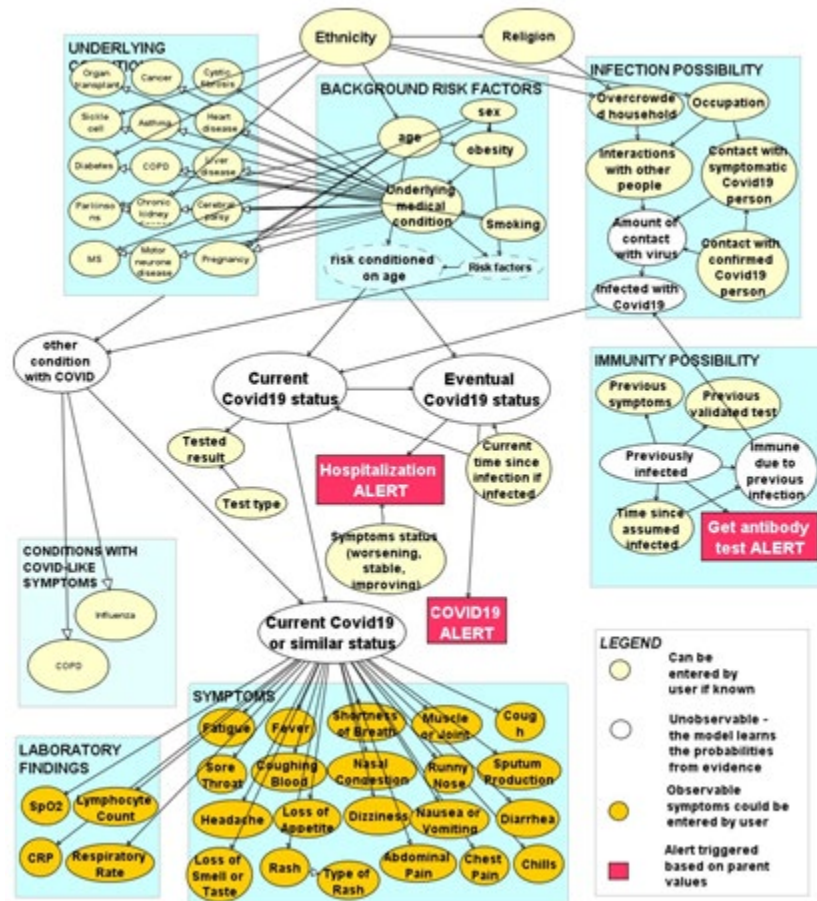 UNDERLYING
Ethnicity
Religion
Organ
transplant
Cancer
Cystic
fibrosis
Sickle
cell
Asthma
Heart
disease
Diabetes
COPD
Liver
disease
Parkinso
ns
Chronic
kidney
Cerebral
palsy
MS
Motor
neurone
disease
Pregnancy
BACKGROUND RISK FACTORS
sex
age
obesity
Underlying
medical
condition
Smoking
risk conditioned
on age
Risk factors
INFECTION POSSIBILITY
Overcrowde
d household
Occupation
Interactions
with other
people
Contact with
symptomatic
Covid19
person
Amount of
contact
with virus
Contact with
confirmed
Covid19
person
Infected with
Covid19
other
condition
with COVID
Current
Covid19 status
Eventual
Covid19 status
Tested
result
Test type
Hospitalization
ALERT
Current
time since
infection if
infected
Symptoms status
(worsening,
stable,
improving)
COVID19
ALERT
IMMUNITY POSSIBILITY
Previous
symptoms
Previous
validated test
Previously
infected
Immune
due to
previous
infection
Time since
assumed
infected
Get antibody
test ALERT
CONDITIONS WITH
COVID-LIKE
SYMPTOMS
Influenza
COPD
Current Covid19
or similar status
LABORATORY
FINDINGS
SpO2
Lymphocyte
Count
CRP
Respiratory
Rate
SYMPTOMS
Fatigue
Fever
Shortness
of Breath
Muscle
or Joint
Coug
h
Sore
Throat
Coughing
Blood
Nasal
Congestion
Runny
Nose
Sputum
Production
Headache
Loss of
Appetite
Dizziness
Nausea or
Vomiting
Diarrhea
Loss of
Smell or
Taste
Rash
Type of
Rash
Abdominal
Pain
Chest
Pain
Chills
LEGEND
Can be
entered by
user if known
Unobservable -
the model learns
the probabilities
from evidence
Observable
symptoms could be
entered by user
Alert triggered
based on parent
values